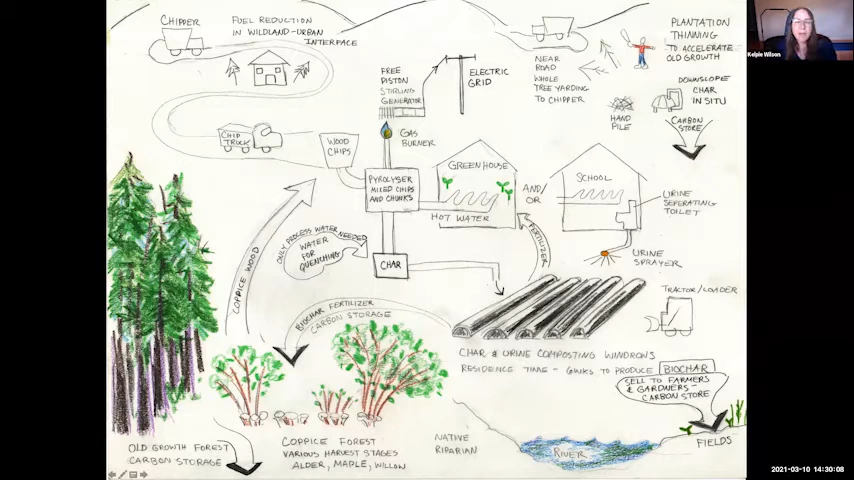 CHIPPER
FUEL REDUCTION
IN WILDLAND-URBAN
INTERFACE
PLANTATION
THINNING
TO ACCELERATE
OLD GROWTH
Kelpie Wilson
FREE
PISTON
STIRLING
GENERATOR
ELECTRIC
GRID
NEAR
ROAD
WHOLE
TREE YARDING
TO CHIPPER
HAND
PILE
DOWNSLOPE
CHAR
IN SITU
CARBON
STORE
CHIP
TRUCK
WOOD
CHIPS
GAS
BURNER
PYROLYSER
MIXED CHIPS
AND CHUNKS
GREENHOUSE
HOT WATER
AND/
OR
SCHOOL
URINE
SEPERATING
TOILET
URINE
SPRAYER
ONLY PROCESS WATER NEEDED
WATER
FOR
QUENCHING
CHAR
FERTILIZER
COPPICE WOOD
TRACTOR/LOADER
BIOCHAR FERTILIZER
CARBON STORAGE
CHAR & URINE COMPOSTING WINDROWS
RESIDENCE TIME - 6WKS TO PRODUCE BIOCHAR
SELL TO FARMERS
& GARDNERS -
CARBON STORE
OLD GROWTH FOREST
CARBON STORAGE
COPPICE FOREST
VARIOUS HARVEST STAGES
ALDER, MAPLE, WILLOW
NATIVE
RIPARIAN
RIVER
FIELDS
2021-03-10 14:30:08